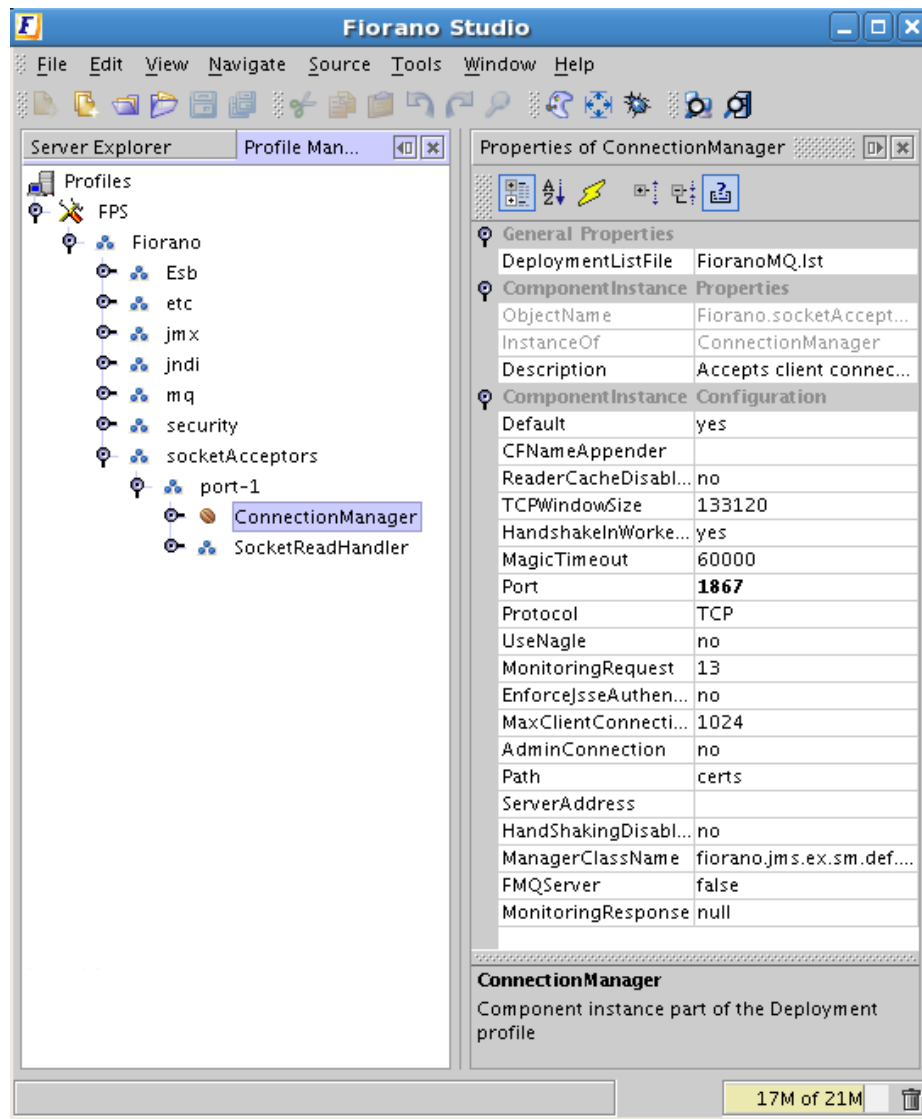 Fiorano Studio
File Edit View Navigate Source Tools Window Help
Server Explorer
Profile Man...
Profiles
FPS
Fiorano
Esb
etc
jmx
jndi
mq
security
socketAcceptors
port-1
ConnectionManager
SocketReadHandler
Properties of ConnectionManager
General Properties
DeploymentListFile FioranoMQ.lst
ComponentInstance Properties
ObjectName Fiorano.socketAccept...
InstanceOf ConnectionManager
Description Accepts client connec...
ComponentInstance Configuration
Default yes
CFNameAppender
ReaderCacheDisabl... no
TCPWindowSize 133120
HandshakeInWorke... yes
MagicTimeout 60000
Port 1867
Protocol TCP
UseNagle no
MonitoringRequest 13
EnforceJsseAuthen... no
MaxClientConnecti... 1024
AdminConnection no
Path certs
ServerAddress
HandShakingDisabl... no
ManagerClassName fiorano.jms.ex.sm.def....
FMQServer false
MonitoringResponse null
ConnectionManager
Component instance part of the Deployment
profile
17M of 21M